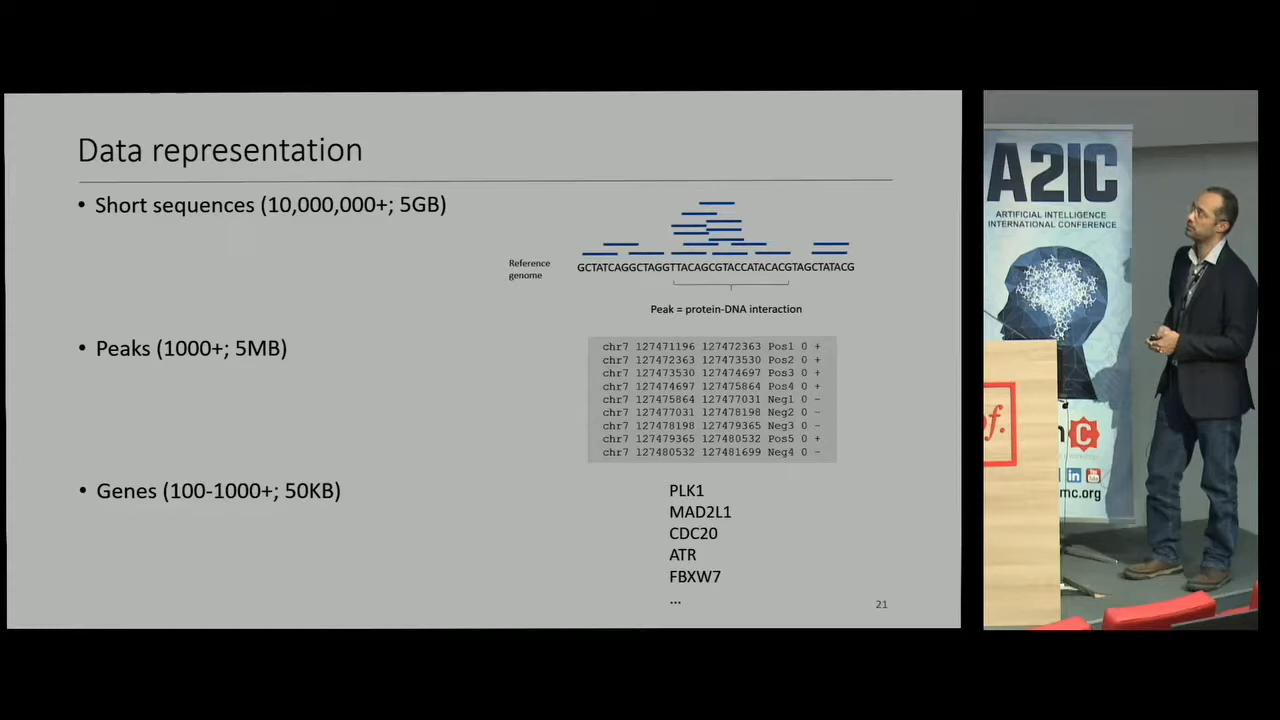 Data representation
• Short sequences (10,000,000+; 5GB)
Reference
genome
GCTATCAGGCTAGGTTACAGCGTACCATACACGTAGCTATACG
Peak = protein-DNA interaction
• Peaks (1000+; 5MB)
chr7 127471196 127472363 Pos1 0 +
chr7 127472363 127473530 Pos2 0 +
chr7 127473530 127474697 Pos3 0 +
chr7 127474697 127475864 Pos4 0 +
chr7 127475864 127477031 Neg1 0 -
chr7 127477031 127478198 Neg2 0 -
chr7 127478198 127479365 Neg3 0 -
chr7 127479365 127480532 Pos5 0 +
chr7 127480532 127481699 Neg4 0 -
• Genes (100-1000+; 50KB)
PLK1
MAD2L1
CDC20
ATR
FBXW7
...
21
A2IC
ARTIFICIAL INTELLIGENCE
INTERNATIONAL CONFERENCE
of.
C
in
You
mc.org